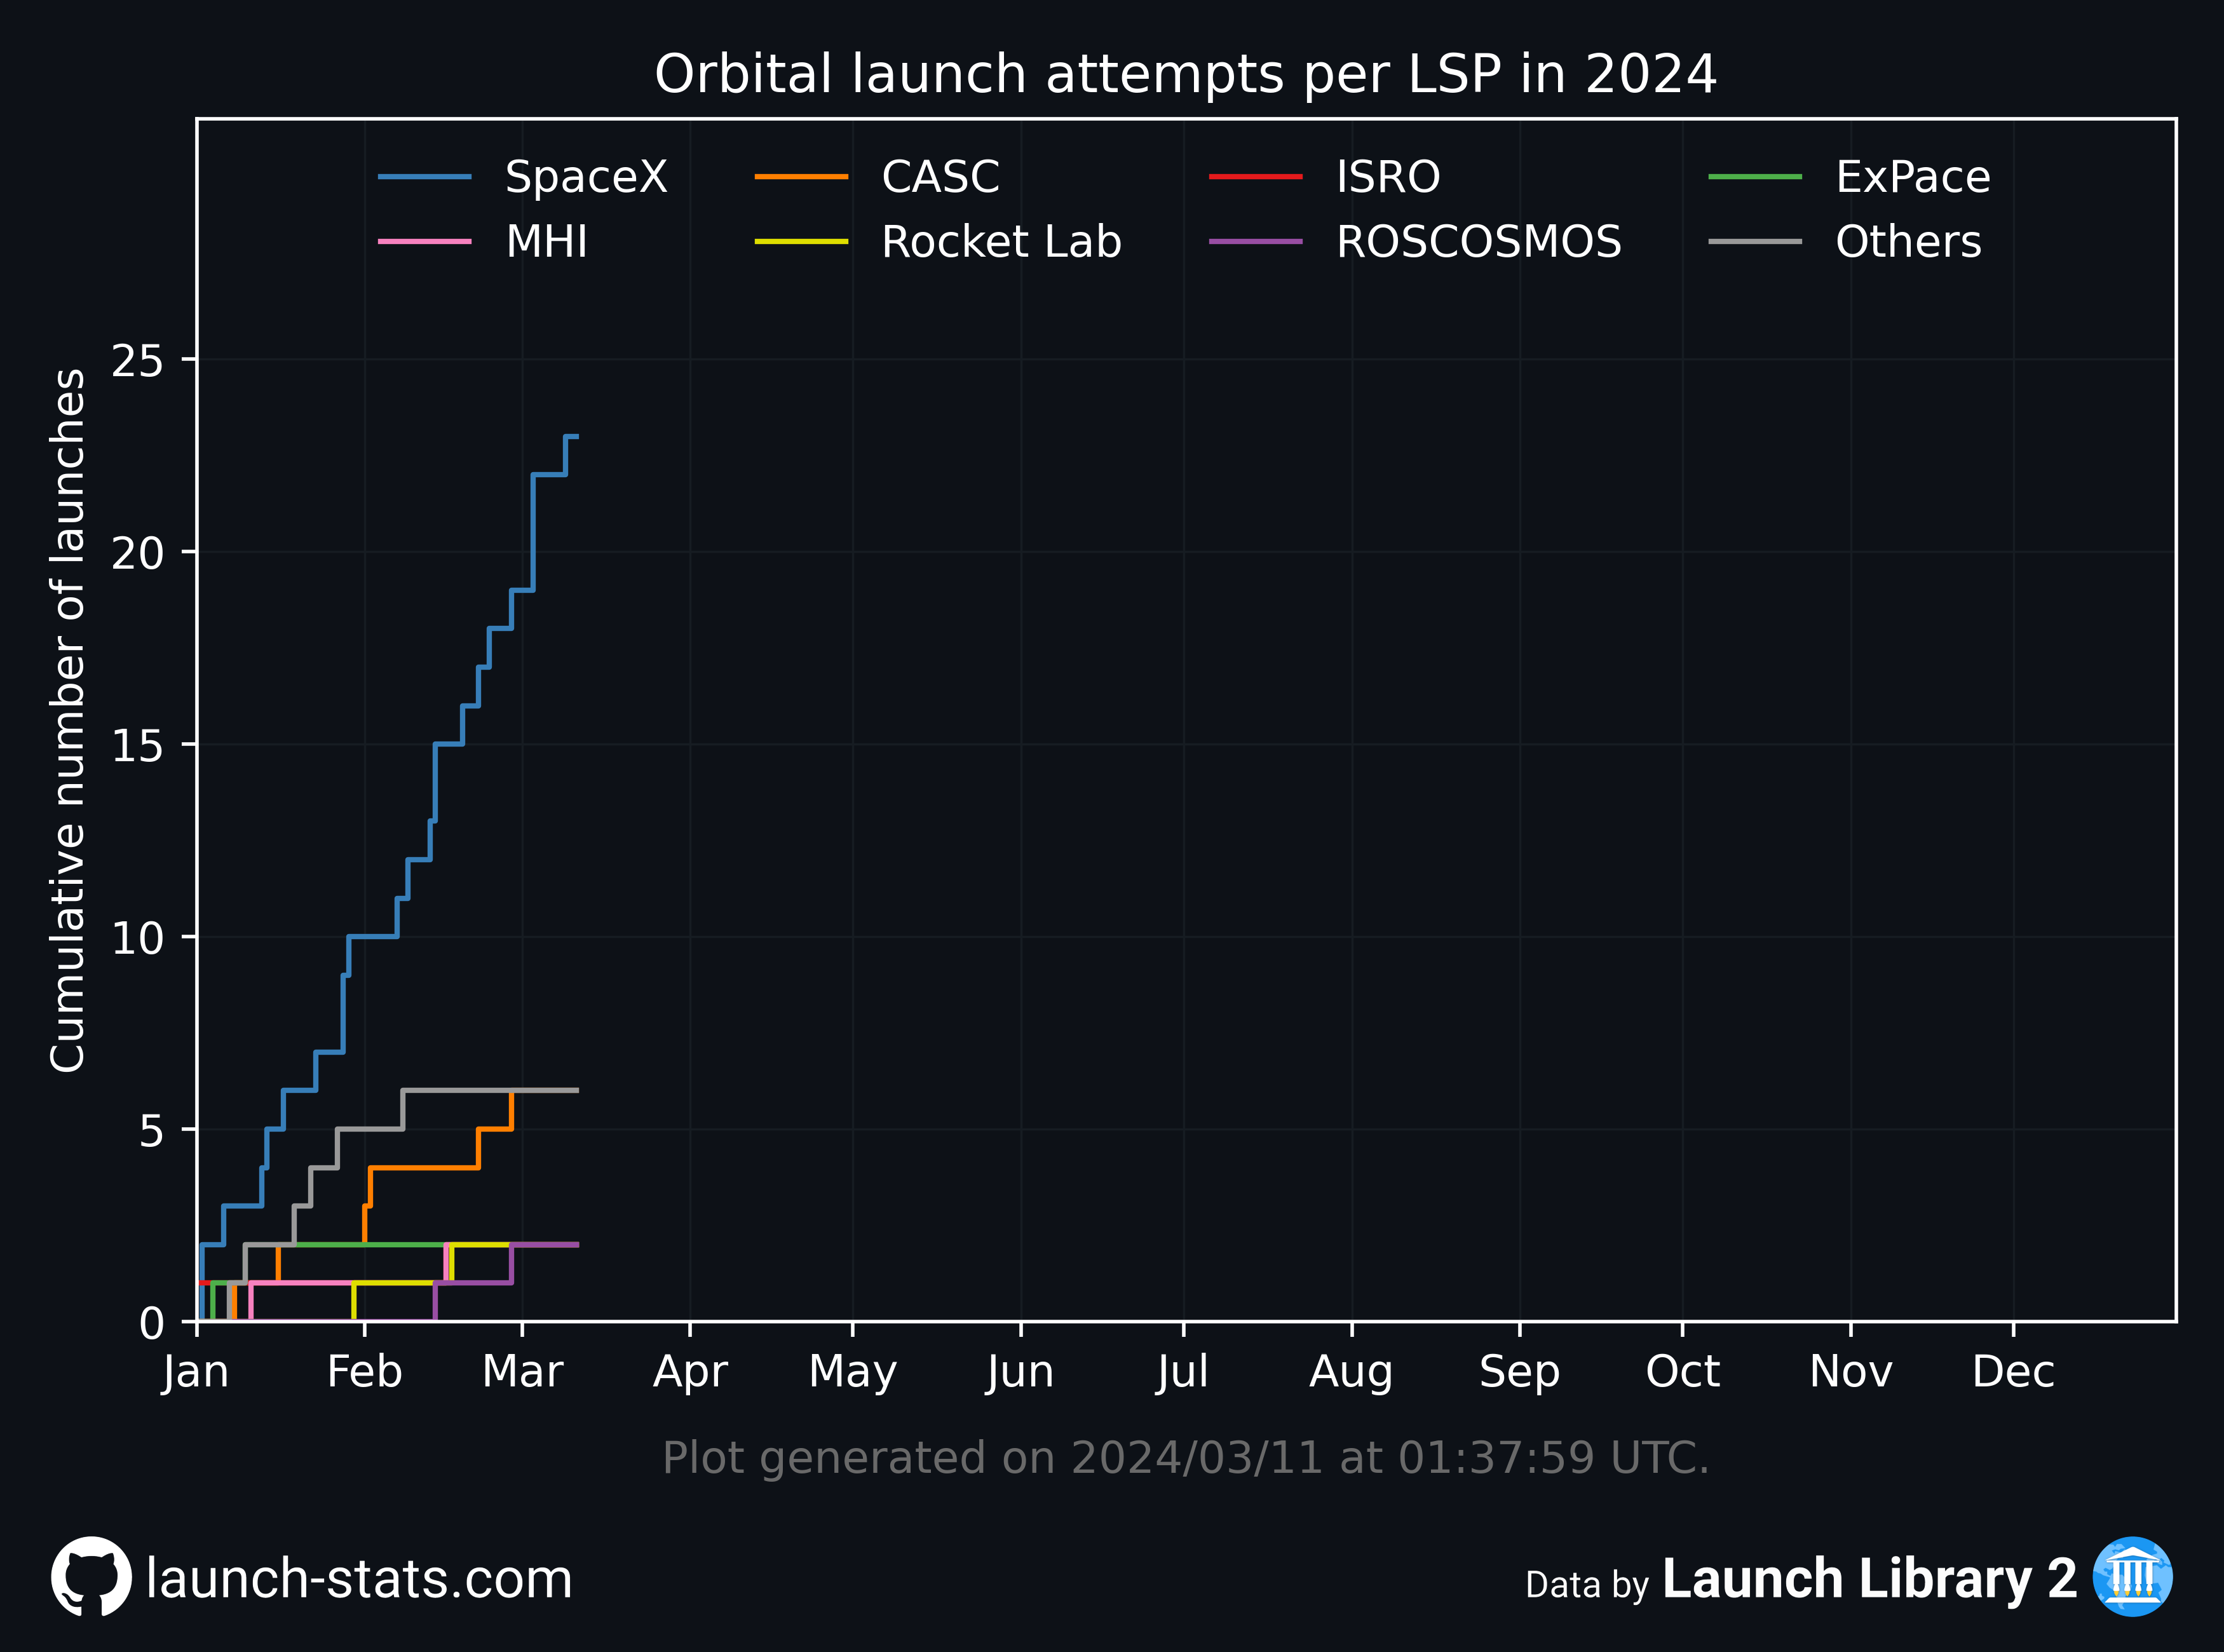 Orbital launch attempts per LSP in 2024
SpaceX CASC ISRO ExPace
MHI Rocket Lab ROSCOSMOS Others
Cumulative number of launches
25
20
15
10
5
0
Jan Feb Mar Apr May Jun Jul Aug Sep Oct Nov Dec
Plot generated on 2024/03/11 at 01:37:59 UTC.
launch-stats.com
Data by Launch Library 2